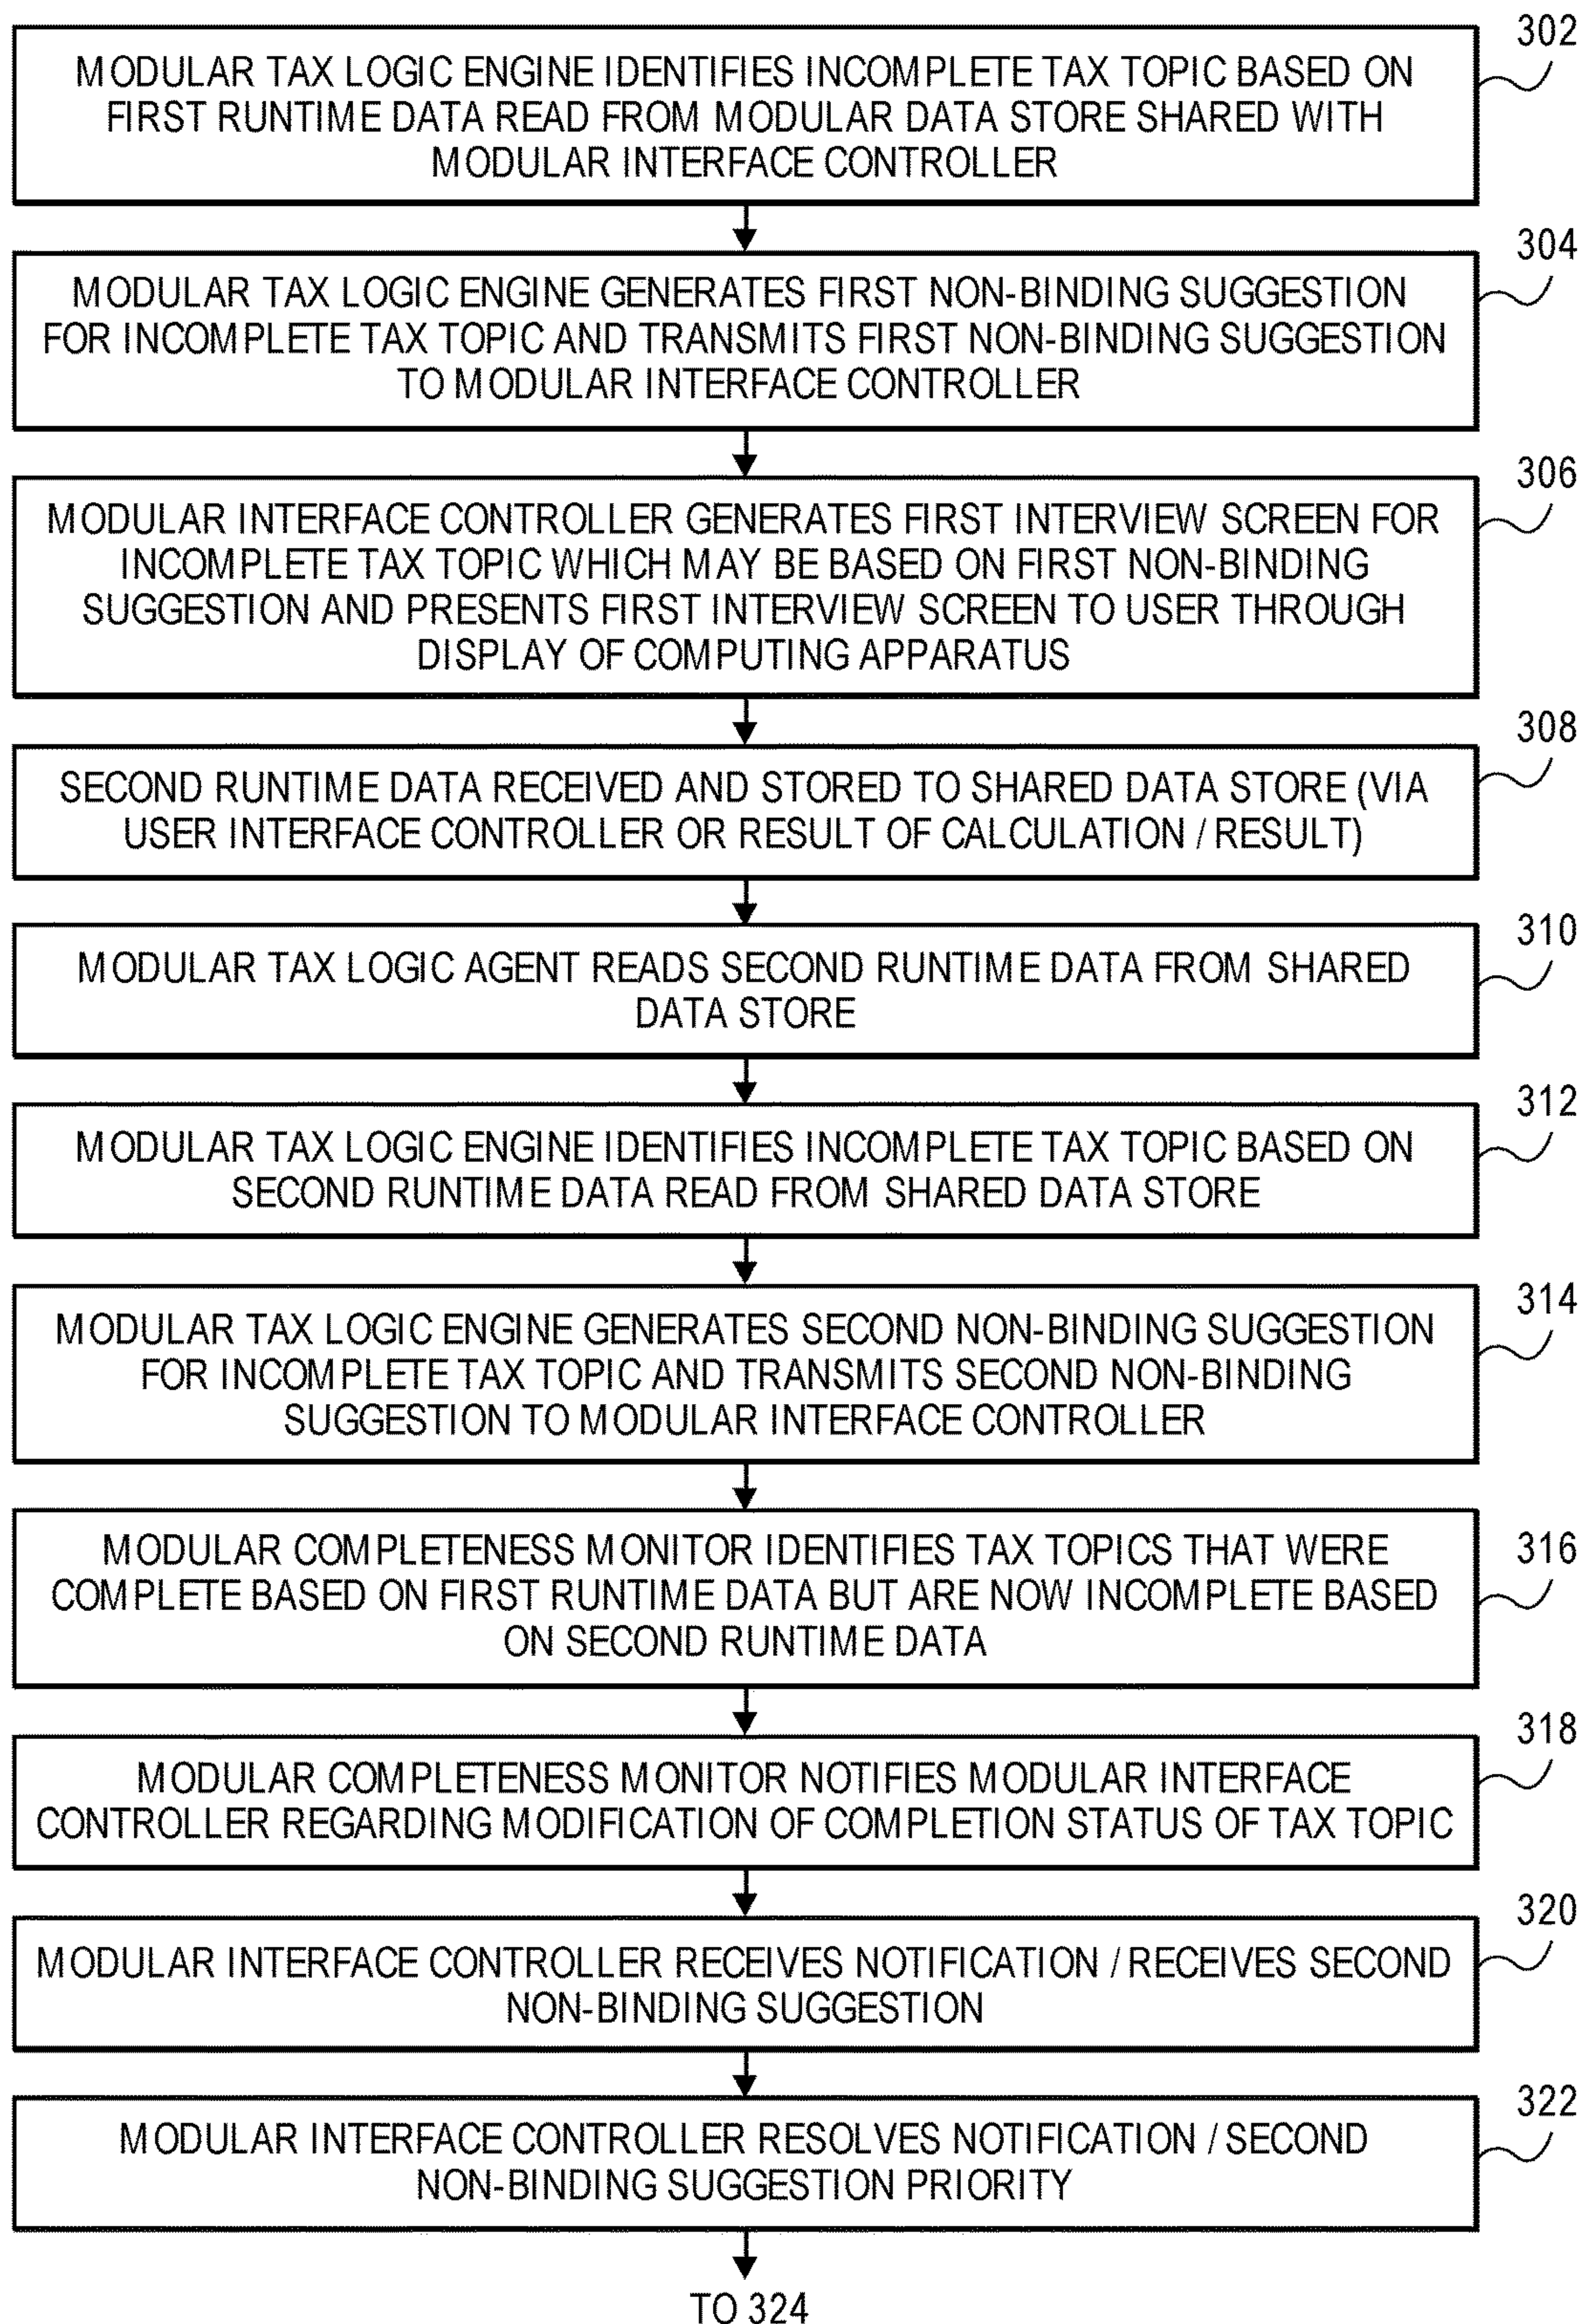 302
MODULAR TAX LOGIC ENGINE IDENTIFIES INCOMPLETE TAX TOPIC BASED ON
FIRST RUNTIME DATA READ FROM MODULAR DATA STORE SHARED WITH
MODULAR INTERFACE CONTROLLER
304
MODULAR TAX LOGIC ENGINE GENERATES FIRST NON-BINDING SUGGESTION
FOR INCOMPLETE TAX TOPIC AND TRANSMITS FIRST NON-BINDING SUGGESTION
TO MODULAR INTERFACE CONTROLLER
306
MODULAR INTERFACE CONTROLLER GENERATES FIRST INTERVIEW SCREEN FOR
INCOMPLETE TAX TOPIC WHICH MAY BE BASED ON FIRST NON-BINDING
SUGGESTION AND PRESENTS FIRST INTERVIEW SCREEN TO USER THROUGH
DISPLAY OF COMPUTING APPARATUS
308
SECOND RUNTIME DATA RECEIVED AND STORED TO SHARED DATA STORE (VIA
USER INTERFACE CONTROLLER OR RESULT OF CALCULATION / RESULT)
310
MODULAR TAX LOGIC AGENT READS SECOND RUNTIME DATA FROM SHARED
DATA STORE
312
MODULAR TAX LOGIC ENGINE IDENTIFIES INCOMPLETE TAX TOPIC BASED ON
SECOND RUNTIME DATA READ FROM SHARED DATA STORE
314
MODULAR TAX LOGIC ENGINE GENERATES SECOND NON-BINDING SUGGESTION
FOR INCOMPLETE TAX TOPIC AND TRANSMITS SECOND NON-BINDING
SUGGESTION TO MODULAR INTERFACE CONTROLLER
316
MODULAR COMPLETENESS MONITOR IDENTIFIES TAX TOPICS THAT WERE
COMPLETE BASED ON FIRST RUNTIME DATA BUT ARE NOW INCOMPLETE BASED
ON SECOND RUNTIME DATA
318
MODULAR COMPLETENESS MONITOR NOTIFIES MODULAR INTERFACE
CONTROLLER REGARDING MODIFICATION OF COMPLETION STATUS OF TAX TOPIC
320
MODULAR INTERFACE CONTROLLER RECEIVES NOTIFICATION / RECEIVES SECOND
NON-BINDING SUGGESTION
322
MODULAR INTERFACE CONTROLLER RESOLVES NOTIFICATION / SECOND
NON-BINDING SUGGESTION PRIORITY
TO 324